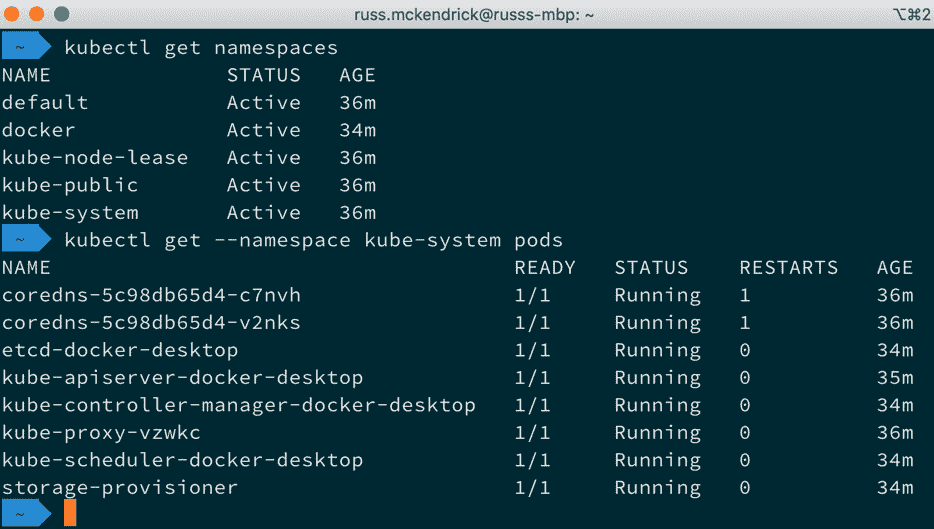 russ.mckendrick@russs-mbp: ~ ⌥⌘2
~ kubectl get namespaces
NAME STATUS AGE
default Active 36m
docker Active 34m
kube-node-lease Active 36m
kube-public Active 36m
kube-system Active 36m
~ kubectl get --namespace kube-system pods
NAME READY STATUS RESTARTS AGE
coredns-5c98db65d4-c7nvh 1/1 Running 1 36m
coredns-5c98db65d4-v2nks 1/1 Running 1 36m
etcd-docker-desktop 1/1 Running 0 34m
kube-apiserver-docker-desktop 1/1 Running 0 35m
kube-controller-manager-docker-desktop 1/1 Running 0 34m
kube-proxy-vzwkc 1/1 Running 0 36m
kube-scheduler-docker-desktop 1/1 Running 0 34m
storage-provisioner 1/1 Running 0 34m
~